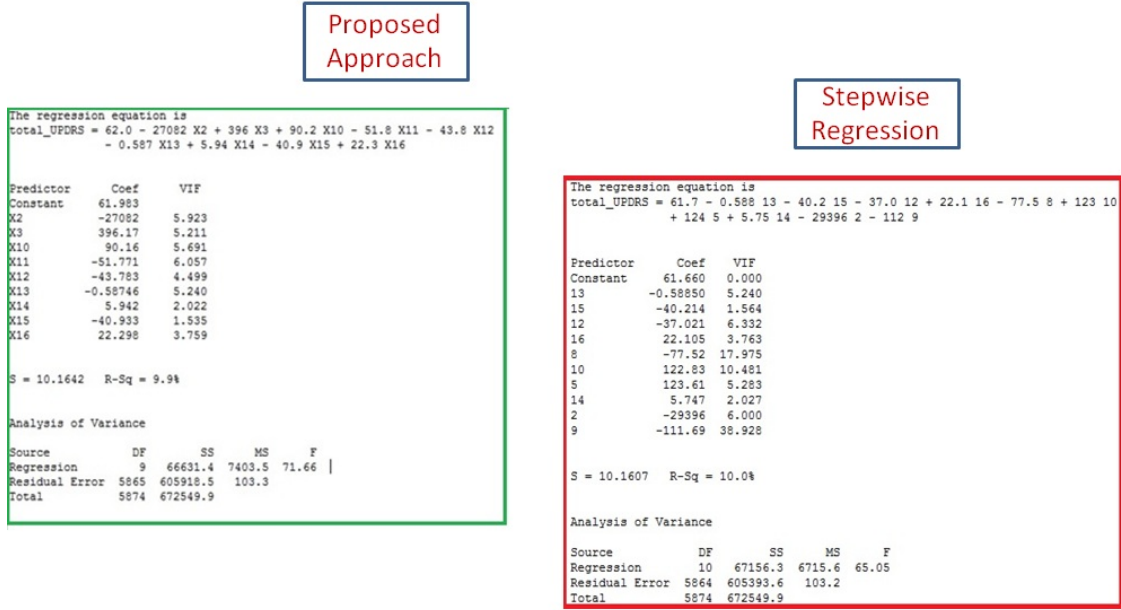 Proposed
Approach
The regression equation is
total_UPDRS = 62.0 - 27082 X2 + 396 X3 + 90.2 X10 - 51.8 X11 - 43.8 X12
- 0.587 X13 + 5.94 X14 - 40.9 X15 + 22.3 X16
Predictor Coef VIF
Constant 61.983
X2 -27082 5.923
X3 396.17 5.211
X10 90.16 5.691
X11 -51.771 6.057
X12 -43.783 4.499
X13 -0.58746 5.240
X14 5.942 2.022
X15 -40.933 1.535
X16 22.298 3.759
S = 10.1642 R-Sq = 9.9%
Analysis of Variance
Source DF SS MS F
Regression 9 66631.4 7403.5 71.66 |
Residual Error 5865 605918.5 103.3
Total 5874 672549.9
Stepwise
Regression
The regression equation is
total_UPDRS = 61.7 - 0.588 13 - 40.2 15 - 37.0 12 + 22.1 16 - 77.5 8 + 123 10
+ 124 5 + 5.75 14 - 29396 2 - 112 9
Predictor Coef VIF
Constant 61.660 0.000
13 -0.58850 5.240
15 -40.214 1.564
12 -37.021 6.332
16 22.105 3.763
8 -77.52 17.975
10 122.83 10.481
5 123.61 5.283
14 5.747 2.027
2 -29396 6.000
9 -111.69 38.928
S = 10.1607 R-Sq = 10.0%
Analysis of Variance
Source DF SS MS F
Regression 10 67156.3 6715.6 65.05
Residual Error 5864 605393.6 103.2
Total 5874 672549.9